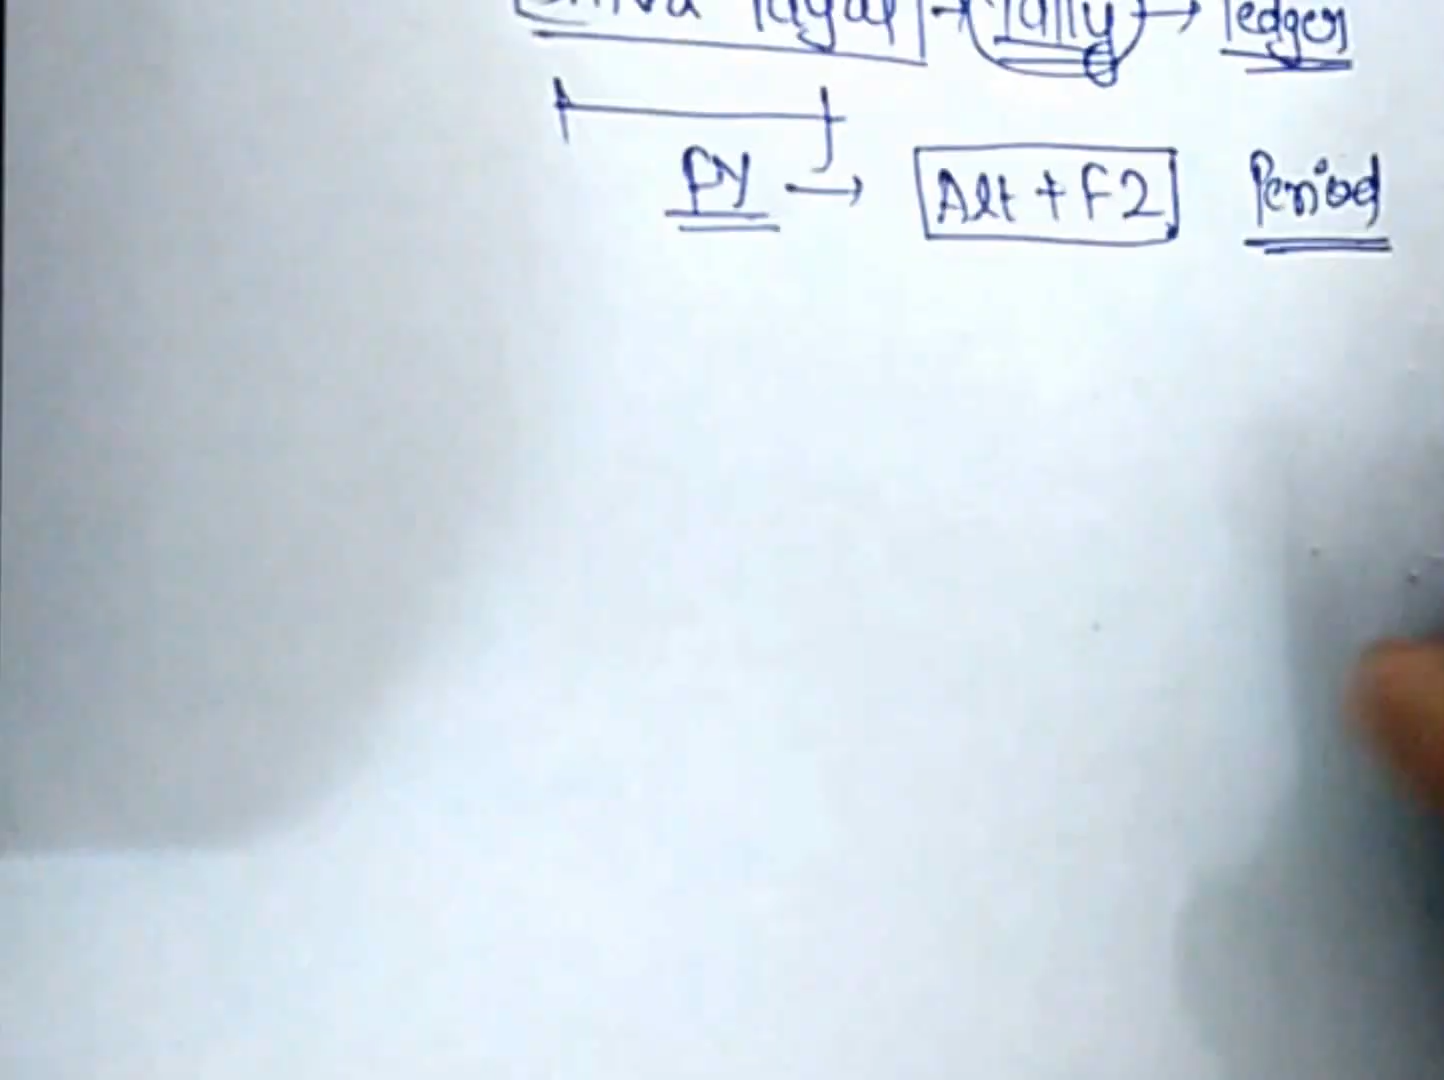 Tally → ledger
FY → Alt + F2 Period